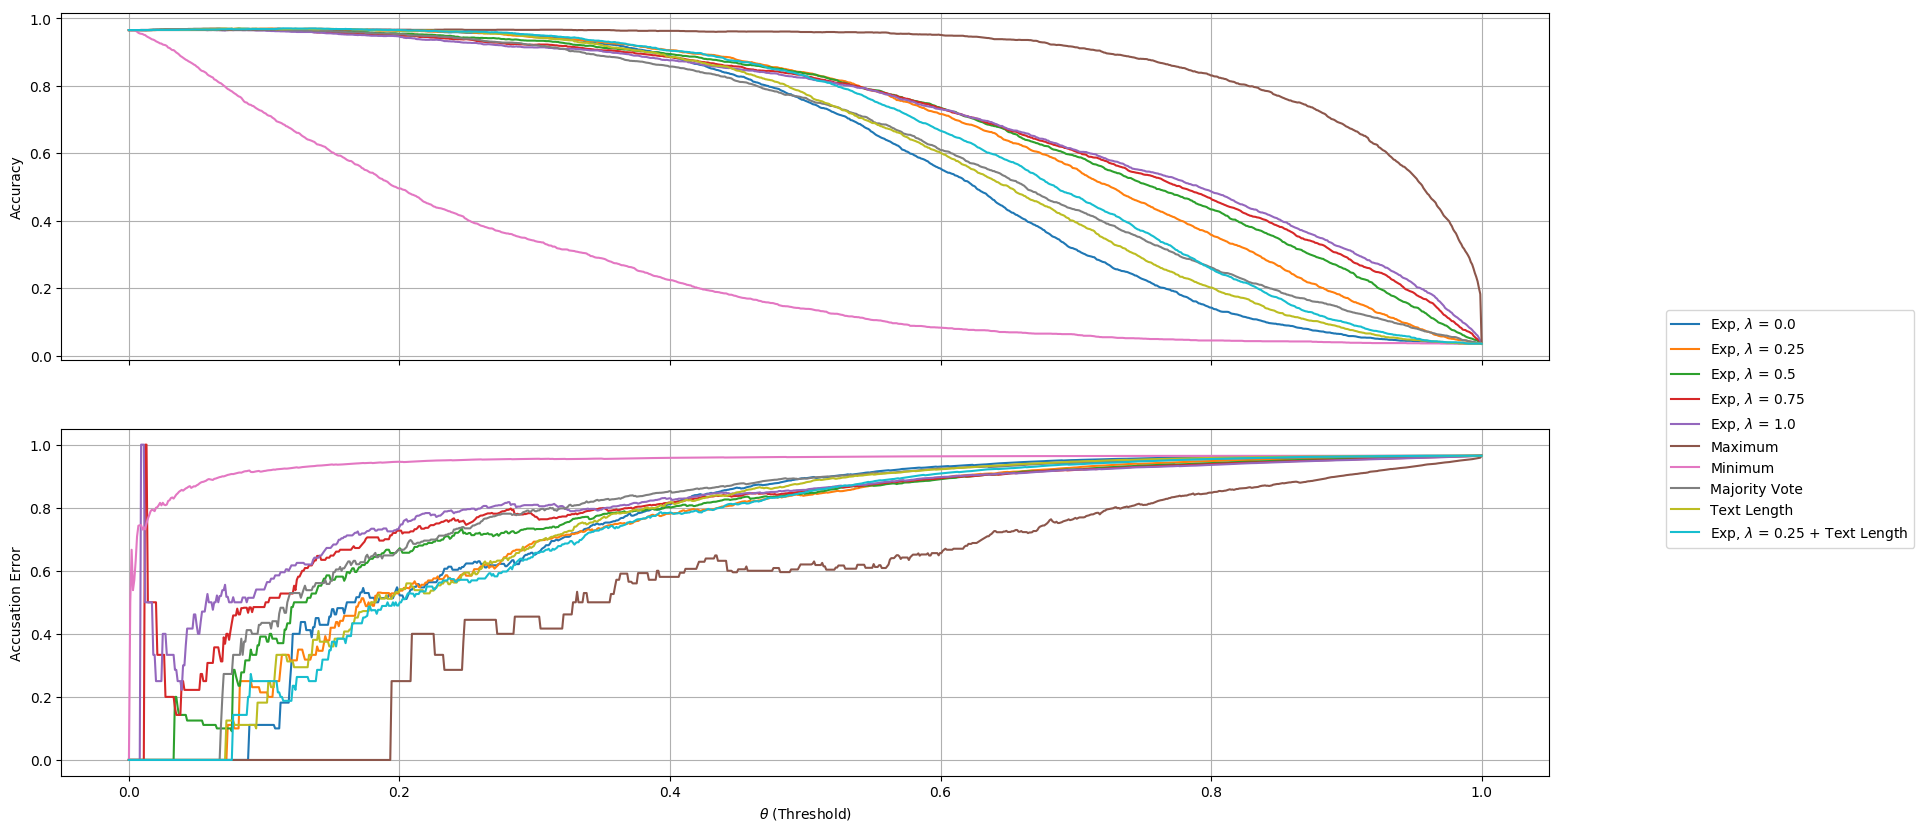 1.0
0.8
0.6
0.4
0.2
0.0
Accuracy
1.0
0.8
0.6
0.4
0.2
0.0
Accusation Error
0.0 0.2 0.4 0.6 0.8 1.0
θ (Threshold)
Exp, λ = 0.0
Exp, λ = 0.25
Exp, λ = 0.5
Exp, λ = 0.75
Exp, λ = 1.0
Maximum
Minimum
Majority Vote
Text Length
Exp, λ = 0.25 + Text Length